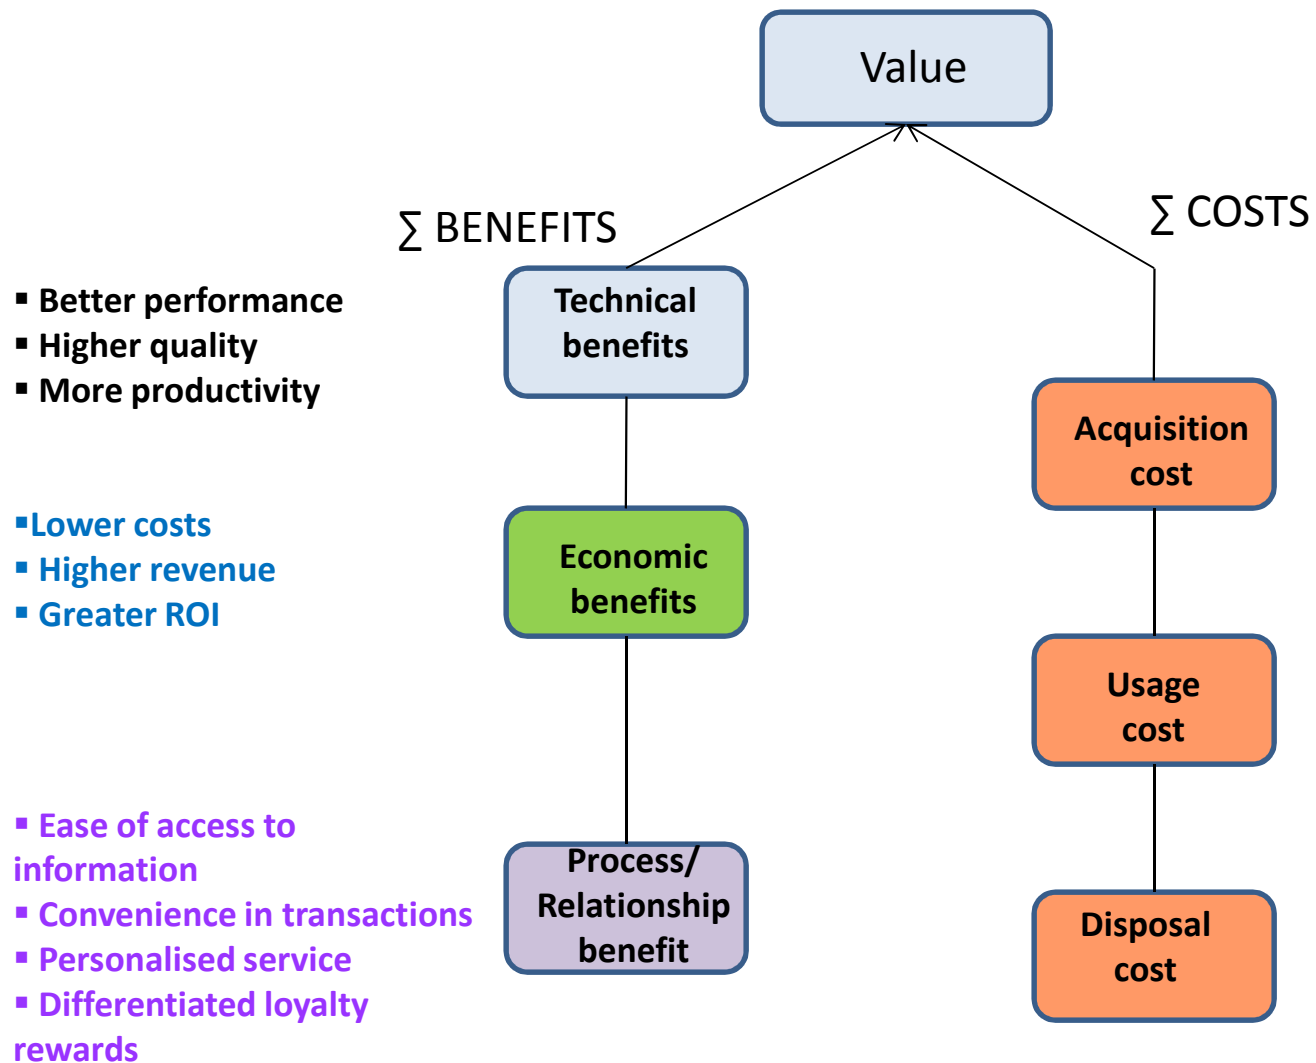 Value
∑ BENEFITS
∑ COSTS
▪ Better performance
▪ Higher quality
▪ More productivity
Technical
benefits
Acquisition
cost
▪Lower costs
▪ Higher revenue
▪ Greater ROI
Economic
benefits
Usage
cost
▪ Ease of access to
information
▪ Convenience in transactions
▪ Personalised service
▪ Differentiated loyalty
rewards
Process/
Relationship
benefit
Disposal
cost